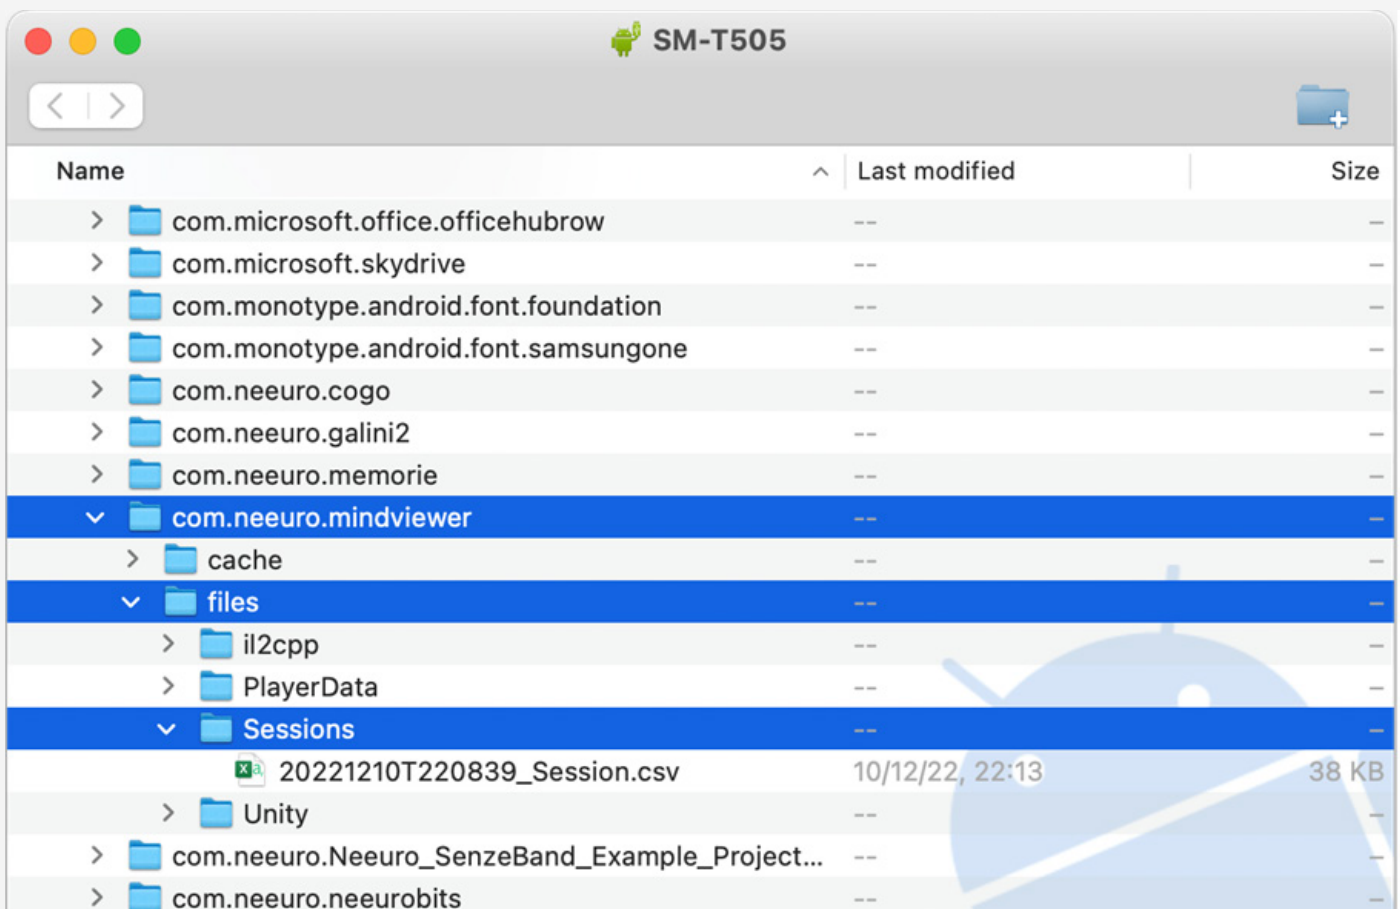 SM-T505
Name Last modified Size
com.microsoft.office.officehubrow -- –
com.microsoft.skydrive -- –
com.monotype.android.font.foundation -- –
com.monotype.android.font.samsungone -- –
com.neeuro.cogo -- –
com.neeuro.galini2 -- –
com.neeuro.memorie -- –
com.neeuro.mindviewer -- –
cache -- –
files -- –
il2cpp -- –
PlayerData -- –
Sessions -- –
20221210T220839_Session.csv 10/12/22, 22:13 38 KB
Unity -- –
com.neeuro.Neeuro_SenzeBand_Example_Project... -- –
com.neeuro.neeurobits -- –